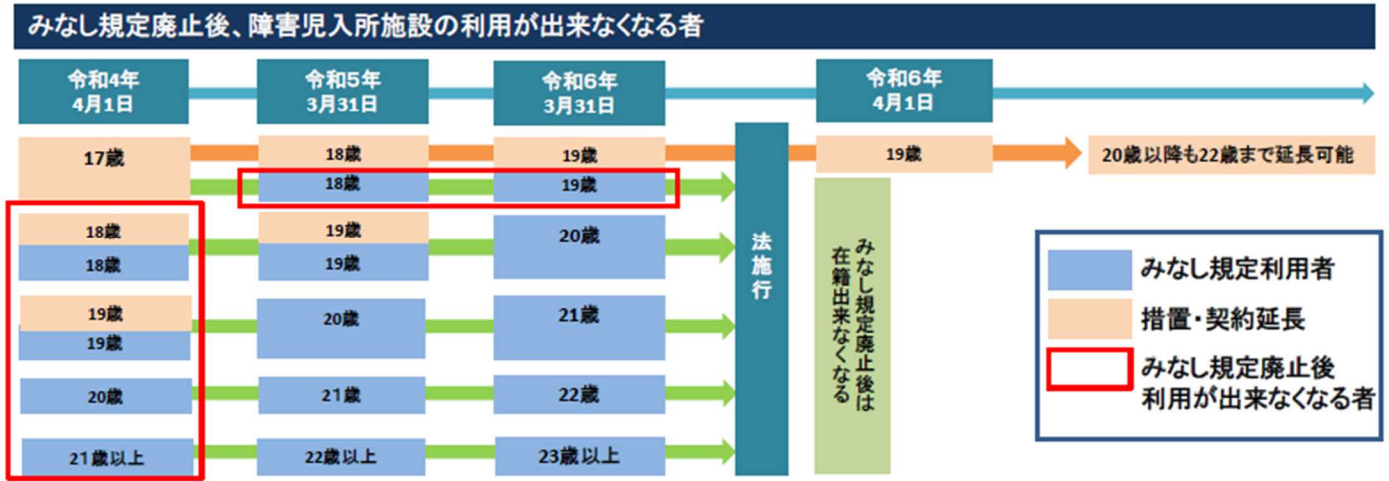 みなし規定廃止後、障害児入所施設の利用が出来なくなる者
令和4年
4月1日
令和5年
3月31日
令和6年
3月31日
令和6年
4月1日
17歳
18歳
19歳
19歳
20歳以降も22歳まで延長可能
18歳
19歳
18歳
19歳
20歳
18歳
19歳
19歳
20歳
21歳
19歳
20歳
21歳
22歳
21歳以上
22歳以上
23歳以上
法施行
みなし規定廃止後は
在籍出来なくなる
みなし規定利用者
措置・契約延長
みなし規定廃止後
利用が出来なくなる者